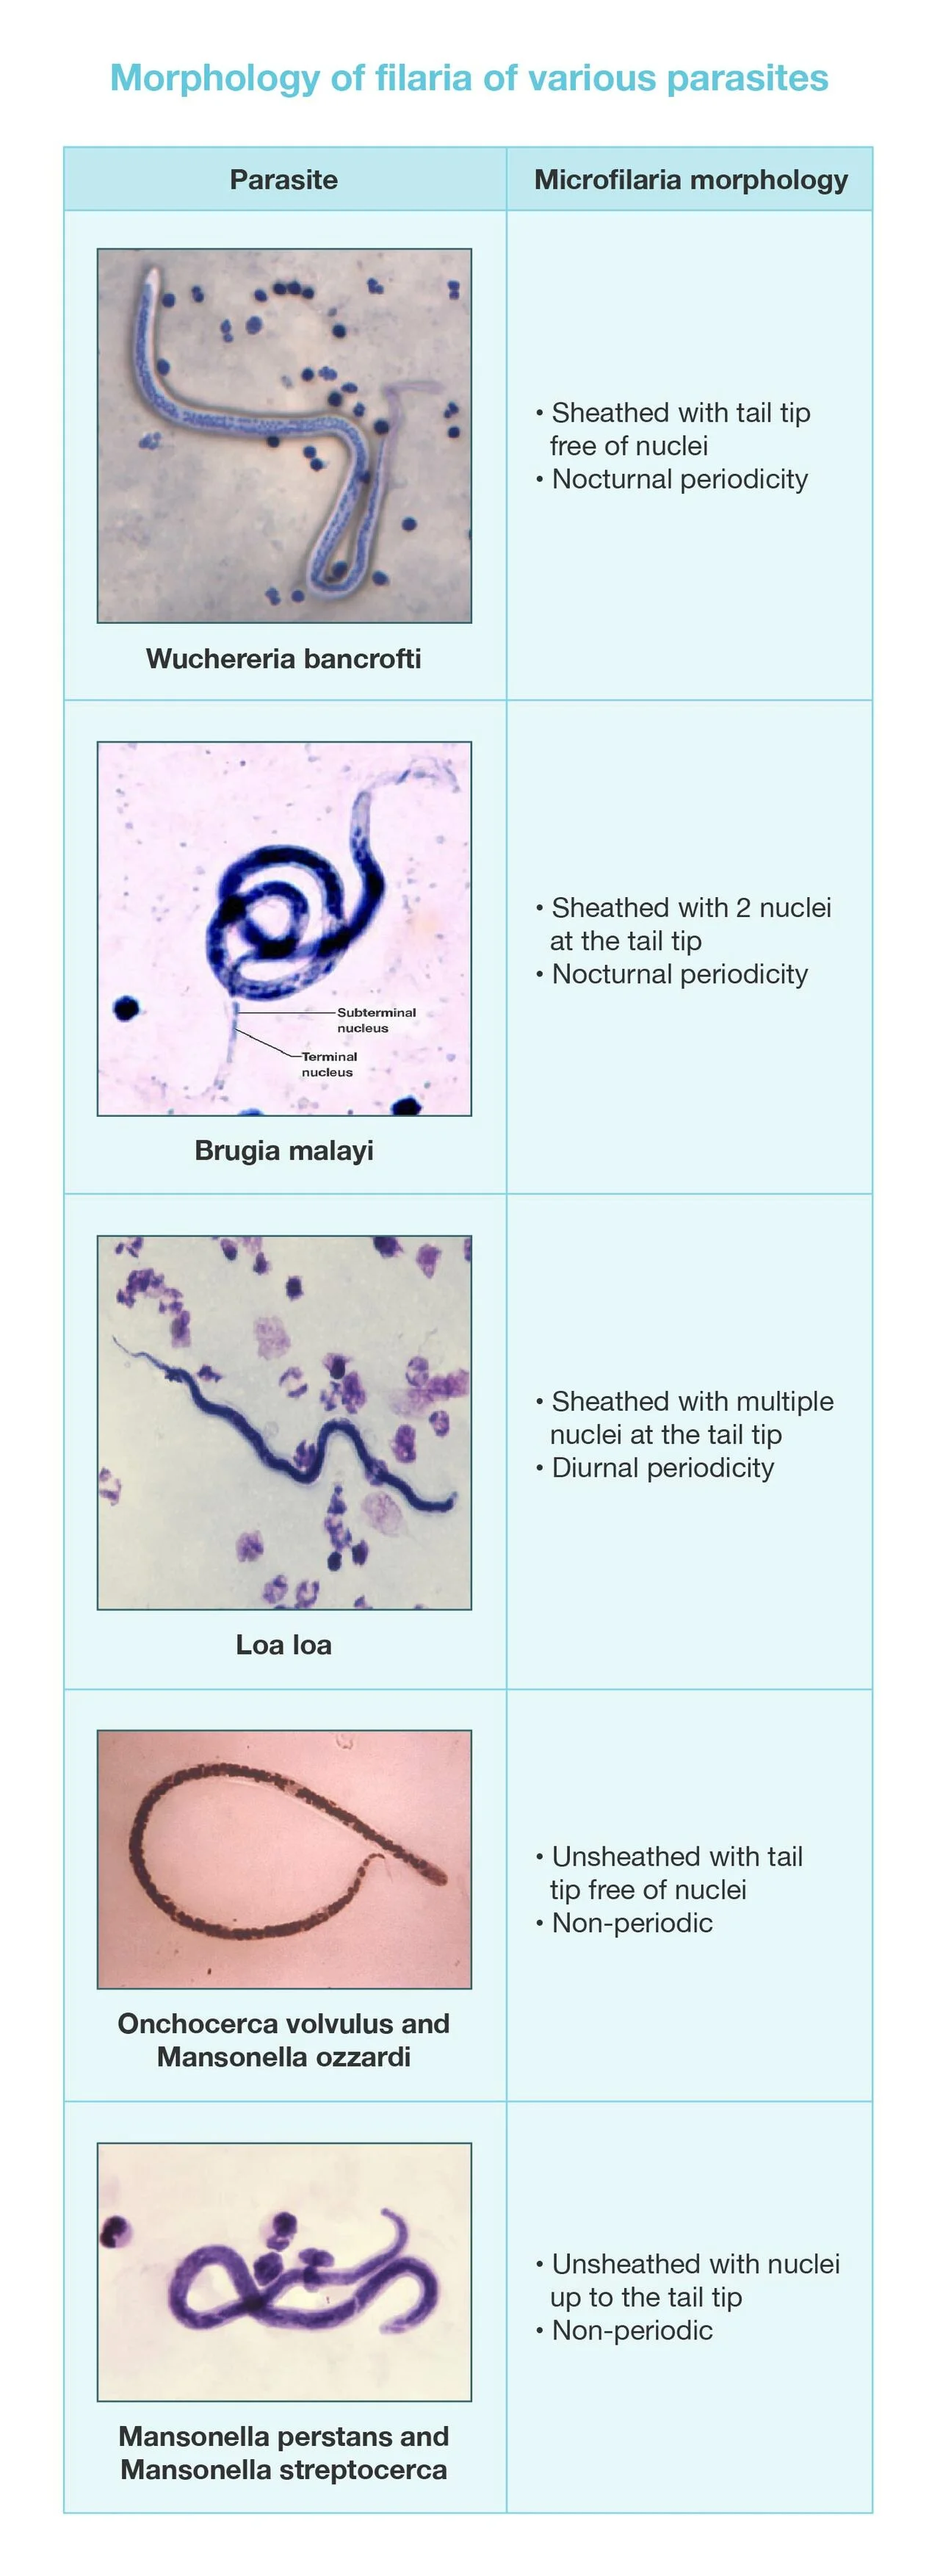 Morphology of filaria of various parasites
Parasite
Microfilaria morphology
• Sheathed with tail tip
free of nuclei
• Nocturnal periodicity
Wuchereria bancrofti
• Sheathed with 2 nuclei
at the tail tip
• Nocturnal periodicity
Subterminal
nucleus
Terminal
nucleus
Brugia malayi
• Sheathed with multiple
nuclei at the tail tip
• Diurnal periodicity
Loa loa
• Unsheathed with tail
tip free of nuclei
• Non-periodic
Onchocerca volvulus and
Mansonella ozzardi
• Unsheathed with nuclei
up to the tail tip
• Non-periodic
Mansonella perstans and
Mansonella streptocerca